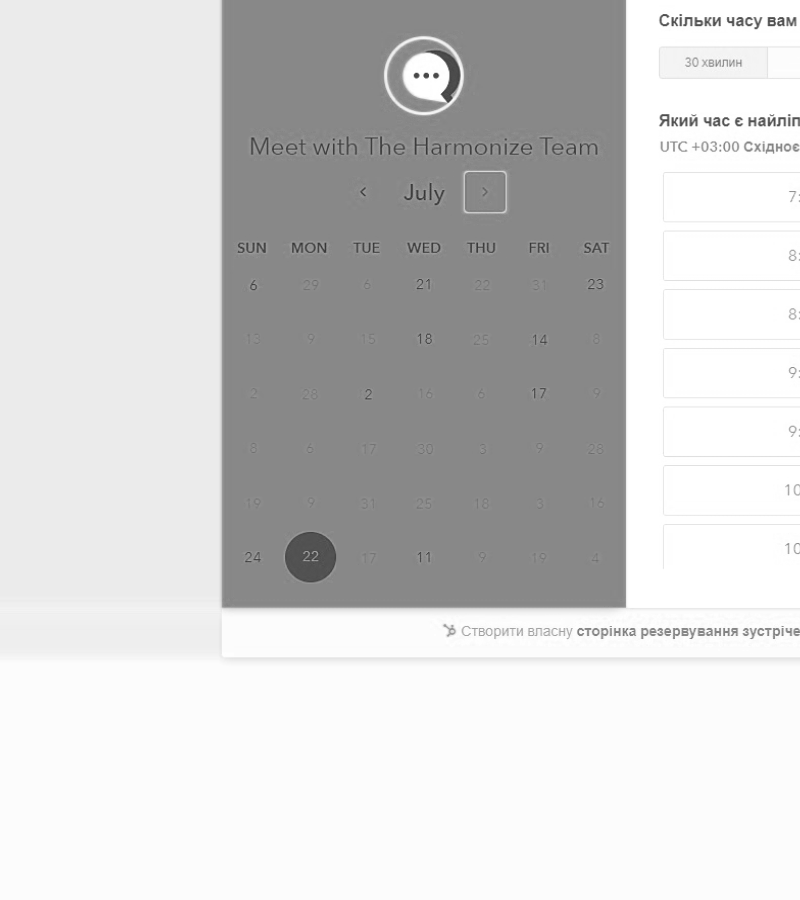 Meet with The Harmonize Team
July
SUN MON TUE WED THU FRI SAT
6 29 6 21 22 31 23
13 9 15 18 25 14 8
2 28 2 16 6 17 9
8 6 17 30 3 9 28
19 9 31 25 18 3 16
24 22 17 11 9 19 4
Скільки часу вам
30 хвилин
Який час є найліп
UTC +03:00 Східноє
7:
8:
8:
9:
9:
10
10
Створити власну сторінка резервування зустріче